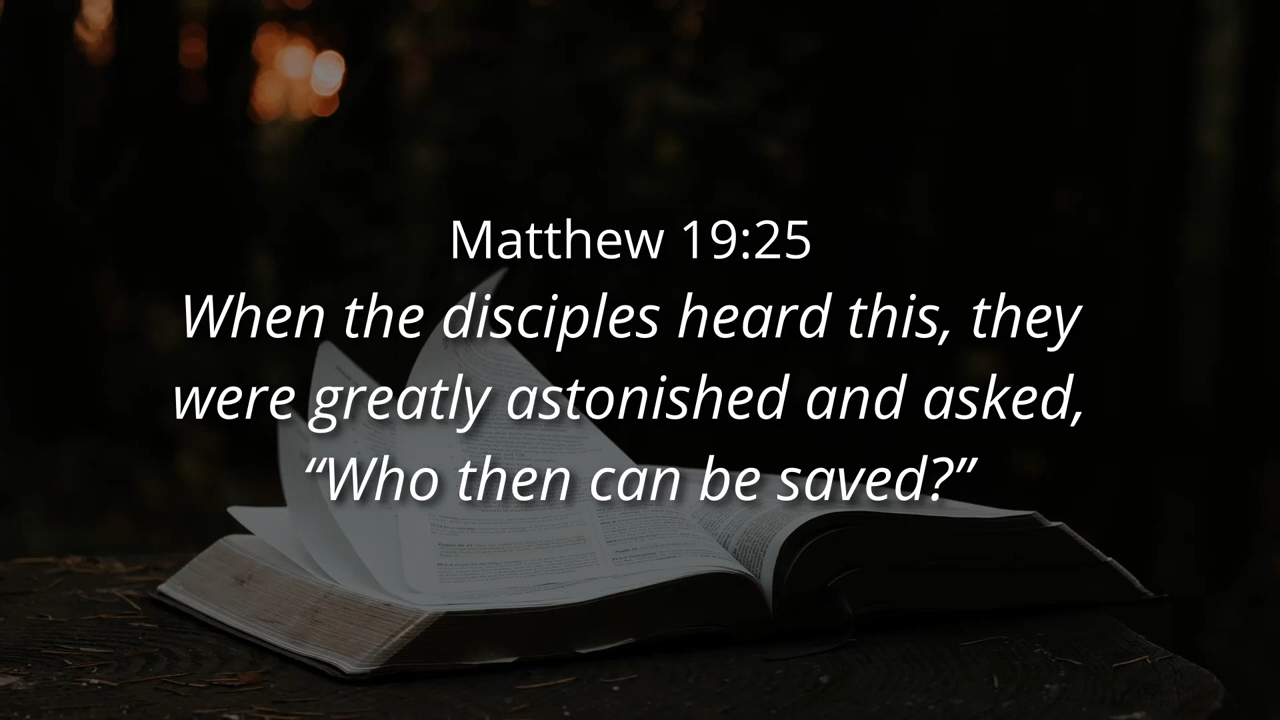 Matthew 19:25
When the disciples heard this, they
were greatly astonished and asked,
“Who then can be saved?”